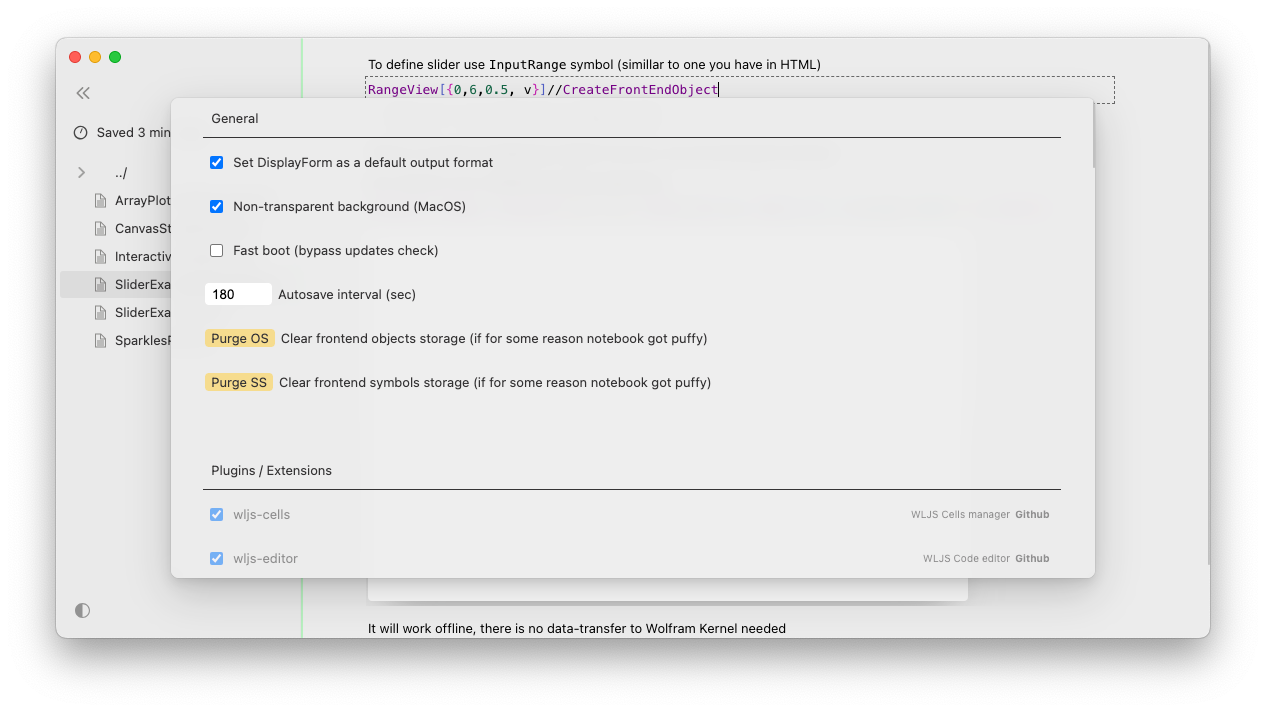 To define slider use InputRange symbol (simillar to one you have in HTML)
RangeView[{0,6,0.5, v}]//CreateFrontEndObject
Saved 3 min
../
ArrayPlot
CanvasSt
Interactiv
SliderExa
SliderExa
Sparkles
General
Set DisplayForm as a default output format
Non-transparent background (MacOS)
Fast boot (bypass updates check)
180 Autosave interval (sec)
Purge OS Clear frontend objects storage (if for some reason notebook got puffy)
Purge SS Clear frontend symbols storage (if for some reason notebook got puffy)
Plugins / Extensions
wljs-cells WLJS Cells manager Github
wljs-editor WLJS Code editor Github
It will work offline, there is no data-transfer to Wolfram Kernel needed